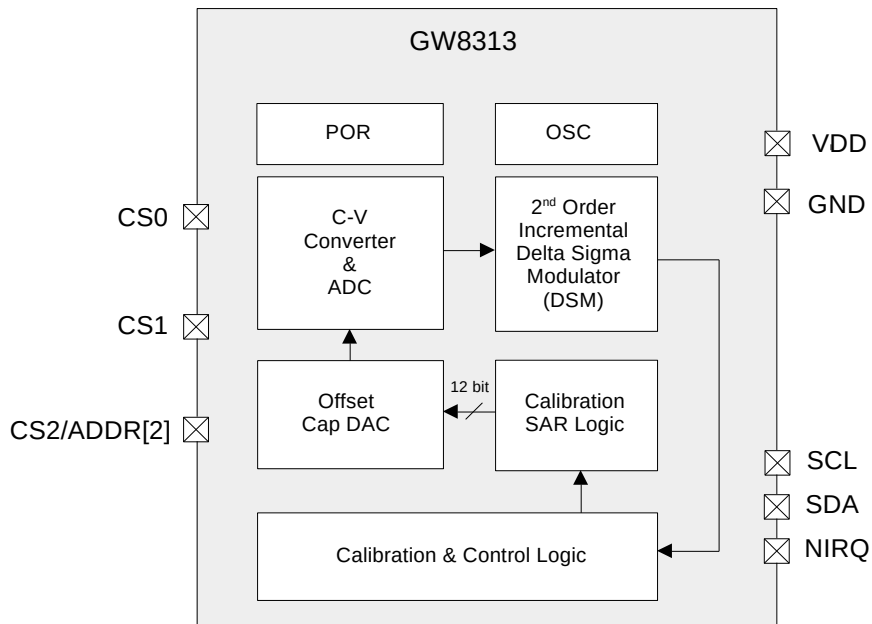 GW8313
POR
OSC
VDD
GND
CS0
C-V
Converter
&
ADC
2nd Order
Incremental
Delta Sigma
Modulator
(DSM)
CS1
CS2/ADDR[2]
Offset
Cap DAC
12 bit
Calibration
SAR Logic
SCL
SDA
NIRQ
Calibration & Control Logic